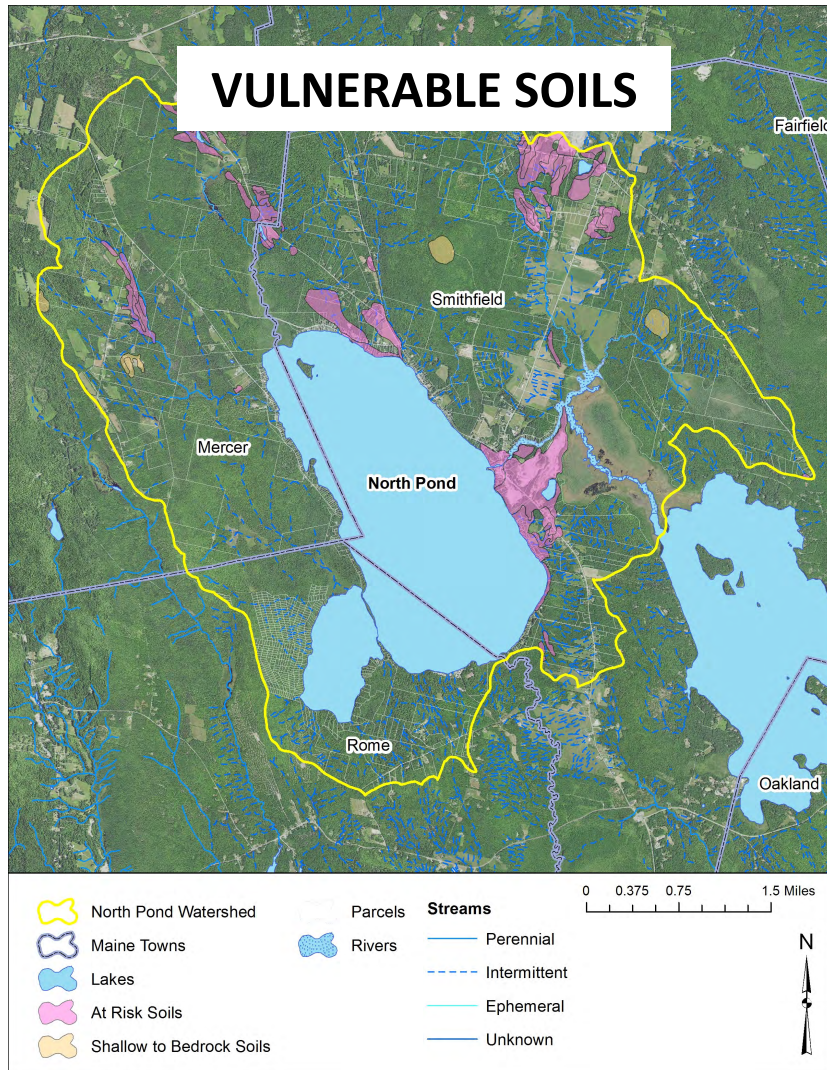 VULNERABLE SOILS
Smithfield
Mercer
North Pond
Rome
Oakland
North Pond Watershed
Maine Towns
Lakes
At Risk Soils
Shallow to Bedrock Soils
Parcels
Rivers
Streams
Perennial
Intermittent
Ephemeral
Unknown
0 0.375 0.75 1.5 Miles
N